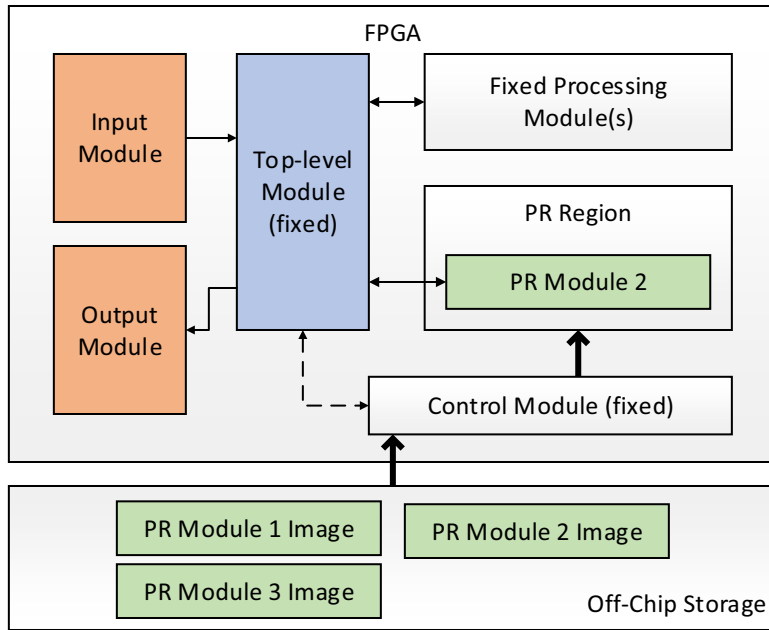 FPGA
Input
Module
Top-level
Module
(fixed)
Fixed Processing
Module(s)
PR Region
PR Module 2
Output
Module
Control Module (fixed)
PR Module 1 Image
PR Module 2 Image
PR Module 3 Image
Off-Chip Storage